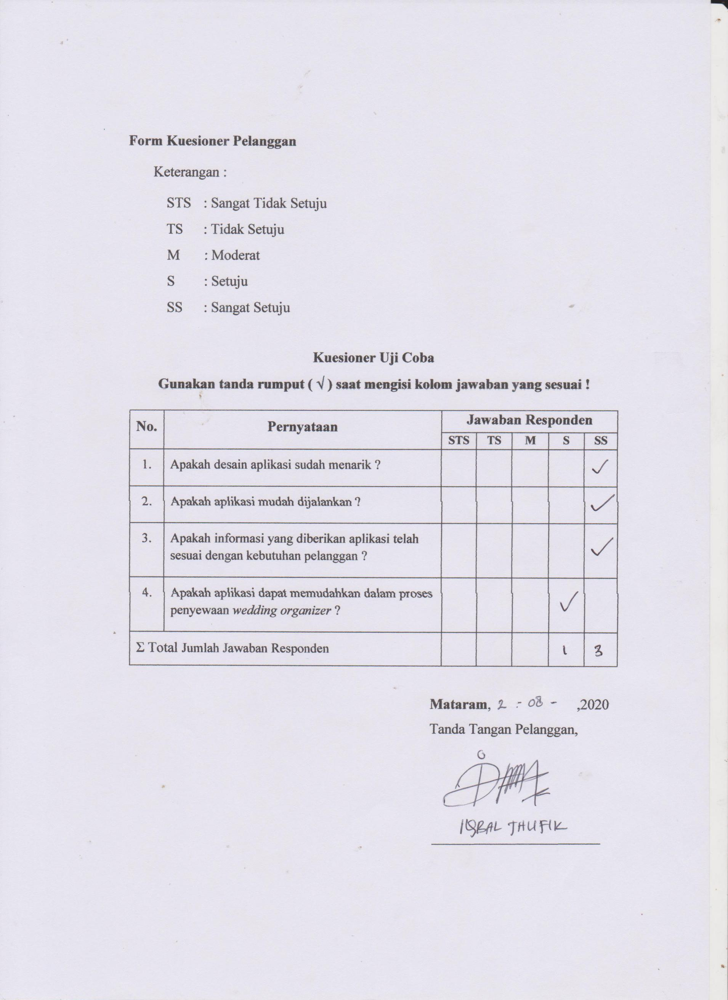 Form Kuesioner Pelanggan
Keterangan :
STS : Sangat Tidak Setuju
TS : Tidak Setuju
M : Moderat
S : Setuju
SS : Sangat Setuju
Kuesioner Uji Coba
Gunakan tanda rumput ( √ ) saat mengisi kolom jawaban yang sesuai !
No. Pernyataan Jawaban Responden
STS TS M S SS
1. Apakah desain aplikasi sudah menarik ? ✓
2. Apakah aplikasi mudah dijalankan ? ✓
3. Apakah informasi yang diberikan aplikasi telah
sesuai dengan kebutuhan pelanggan ? ✓
4. Apakah aplikasi dapat memudahkan dalam proses
penyewaan wedding organizer ? ✓
Σ Total Jumlah Jawaban Responden 1 3
Mataram, 2 - 08 - ,2020
Tanda Tangan Pelanggan,
IQBAL THUFIK